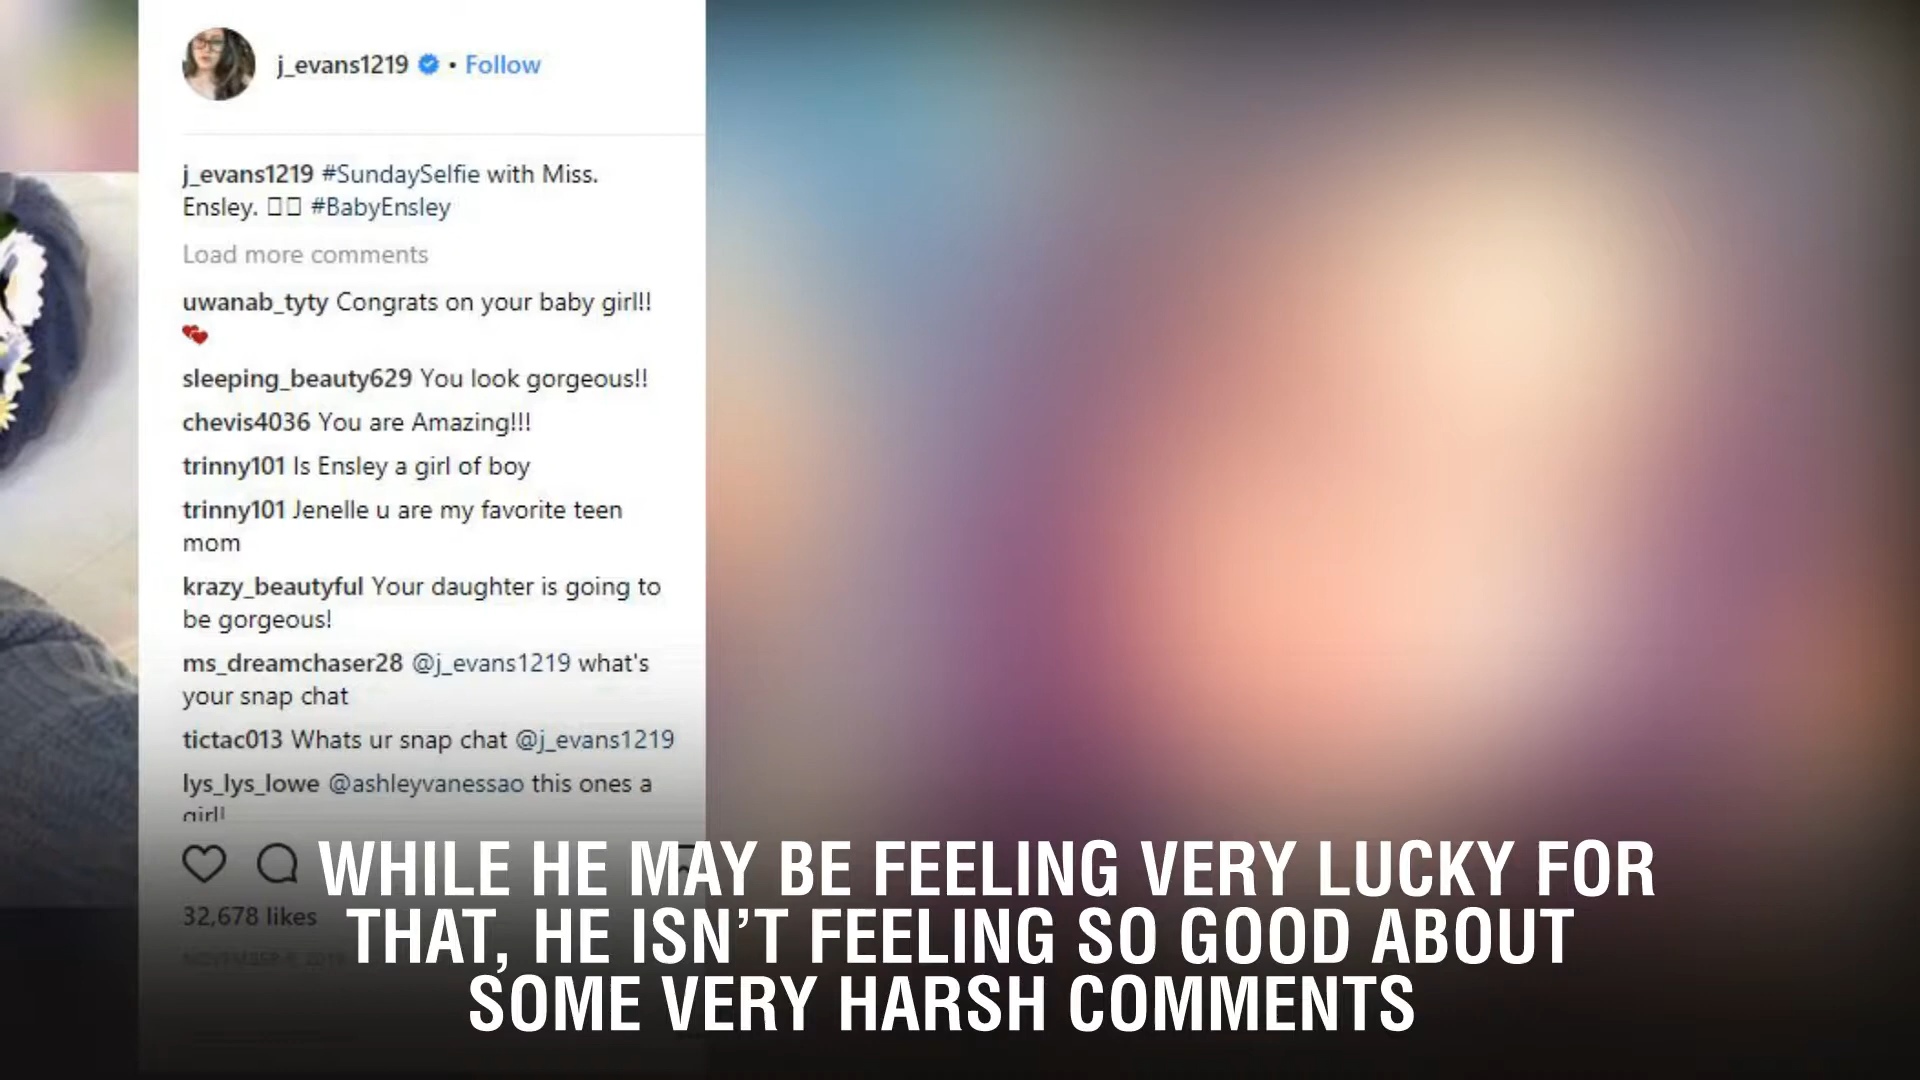 j_evans1219 • Follow
j_evans1219 #SundaySelfie with Miss.
Ensley. #BabyEnsley
Load more comments
uwanab_tyty Congrats on your baby girl!!
sleeping_beauty629 You look gorgeous!!
chevis4036 You are Amazing!!!
trinny101 Is Ensley a girl of boy
trinny101 Jenelle u are my favorite teen
mom
krazy_beautyful Your daughter is going to
be gorgeous!
ms_dreamchaser28 @j_evans1219 what's
your snap chat
tictac013 Whats ur snap chat @j_evans1219
lys_lys_lowe @ashleyvanessao this ones a
girl!
32,678 likes
WHILE HE MAY BE FEELING VERY LUCKY FOR
THAT, HE ISN'T FEELING SO GOOD ABOUT
SOME VERY HARSH COMMENTS